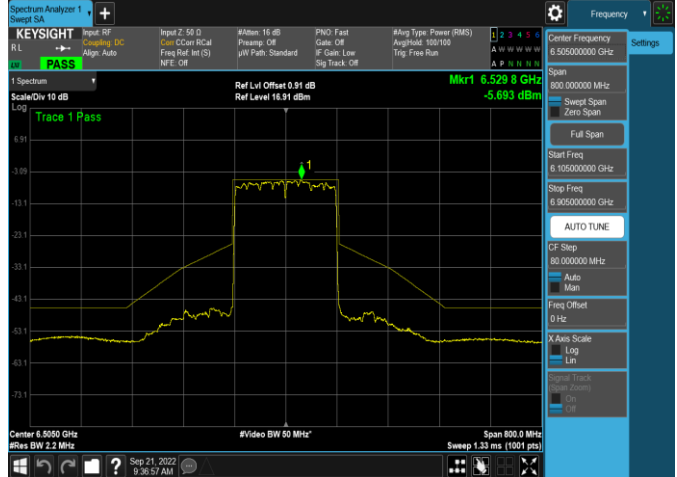 Spectrum Analyzer 1
Swept SA
+
Frequency
KEYSIGHT
RL
PASS
Input: RF
Coupling: DC
Align: Auto
Input Z: 50 Ω
Corr CCorr RCal
Freq Ref: Int (S)
NFE: Off
#Atten: 16 dB
Preamp: Off
µW Path: Standard
PNO: Fast
Gate: Off
IF Gain: Low
Sig Track: Off
#Avg Type: Power (RMS)
Avg|Hold: 100/100
Trig: Free Run
1 2 3 4 5 6
A W W W W W
A P N N N N
1 Spectrum
Scale/Div 10 dB
Log
Ref Lvl Offset 0.91 dB
Ref Level 16.91 dBm
Mkr1 6.529 8 GHz
-5.693 dBm
Trace 1 Pass
1
6.91
-3.09
-13.1
-23.1
-33.1
-43.1
-53.1
-63.1
-73.1
Center 6.5050 GHz
#Res BW 2.2 MHz
#Video BW 50 MHz*
Span 800.0 MHz
Sweep 1.33 ms (1001 pts)
Sep 21, 2022
9:36:57 AM
?
Center Frequency
6.505000000 GHz
Settings
Span
800.000000 MHz
Swept Span
Zero Span
Full Span
Start Freq
6.105000000 GHz
Stop Freq
6.905000000 GHz
AUTO TUNE
CF Step
80.000000 MHz
Auto
Man
Freq Offset
0 Hz
X Axis Scale
Log
Lin
Signal Track
(Span Zoom)
On
Off